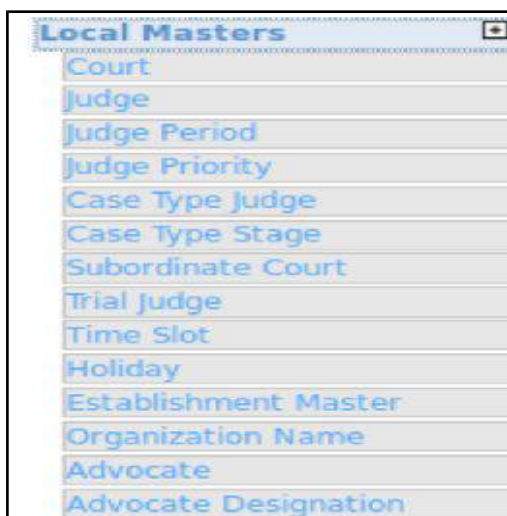 Local Masters
Court
Judge
Judge Period
Judge Priority
Case Type Judge
Case Type Stage
Subordinate Court
Trial Judge
Time Slot
Holiday
Establishment Master
Organization Name
Advocate
Advocate Designation